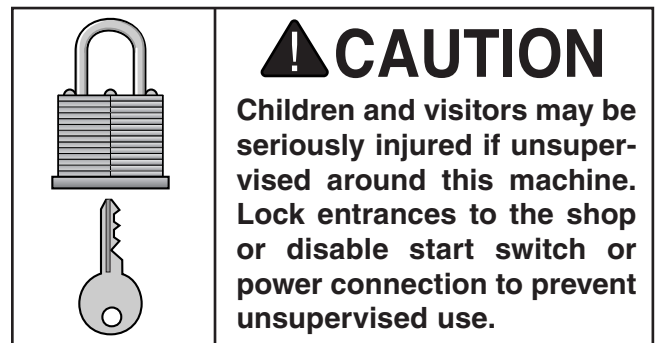 CAUTION
Children and visitors may be
seriously injured if unsuper-
vised around this machine.
Lock entrances to the shop
or disable start switch or
power connection to prevent
unsupervised use.